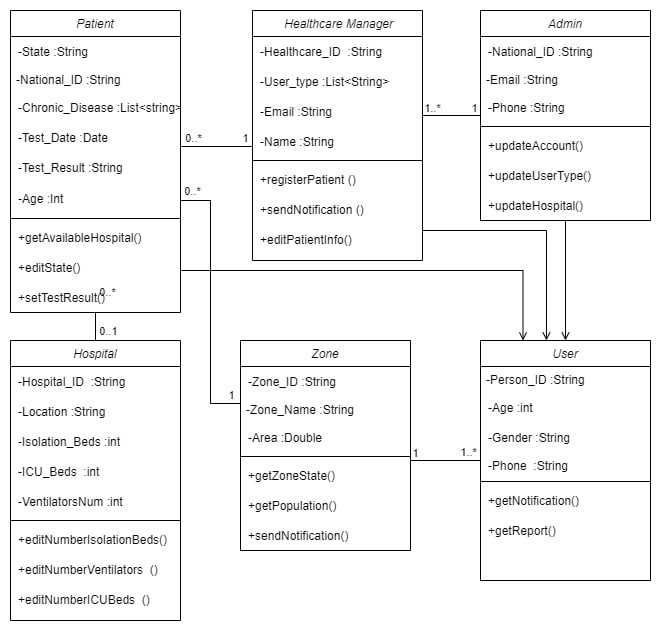 Patient
-State :String
-National_ID :String
-Chronic_Disease :List<string>
-Test_Date :Date
-Test_Result :String
-Age :Int
+getAvailableHospital()
+editState()
+setTestResult()
Healthcare Manager
-Healthcare_ID :String
-User_type :List<String>
-Email :String
-Name :String
+registerPatient ()
+sendNotification ()
+editPatientInfo()
Admin
-National_ID :String
-Email :String
-Phone :String
+updateAccount()
+updateUserType()
+updateHospital()
0..*
1
1..*
1
0..*
1
0..*
0..1
Hospital
-Hospital_ID :String
-Location :String
-Isolation_Beds :int
-ICU_Beds :int
-VentilatorsNum :int
+editNumberIsolationBeds()
+editNumberVentilators ()
+editNumberICUBeds ()
Zone
-Zone_ID :String
-Zone_Name :String
-Area :Double
+getZoneState()
+getPopulation()
+sendNotification()
1
1..*
User
-Person_ID :String
-Age :int
-Gender :String
-Phone :String
+getNotification()
+getReport()